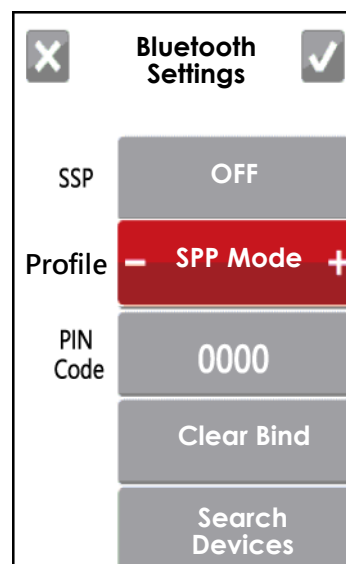 Bluetooth
Settings
SSP
OFF
Profile
- SPP Mode +
PIN
Code
0000
Clear Bind
Search
Devices